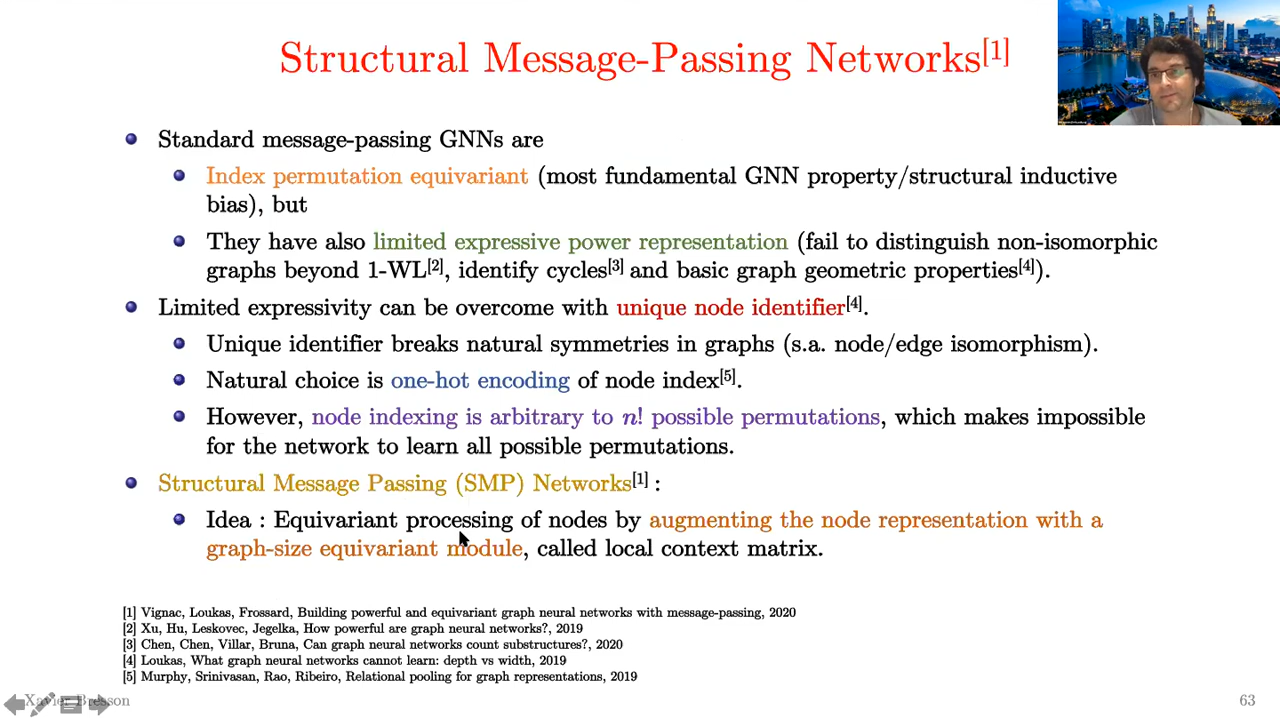 Structural Message-Passing Networks[1]
Standard message-passing GNNs are
Index permutation equivariant (most fundamental GNN property/structural inductive
bias), but
They have also limited expressive power representation (fail to distinguish non-isomorphic
graphs beyond 1-WL[2], identify cycles[3] and basic graph geometric properties[4]).
Limited expressivity can be overcome with unique node identifier[4].
Unique identifier breaks natural symmetries in graphs (s.a. node/edge isomorphism).
Natural choice is one-hot encoding of node index[5].
However, node indexing is arbitrary to n! possible permutations, which makes impossible
for the network to learn all possible permutations.
Structural Message Passing (SMP) Networks[1] :
Idea : Equivariant processing of nodes by augmenting the node representation with a
graph-size equivariant module, called local context matrix.
[1] Vignac, Loukas, Frossard, Building powerful and equivariant graph neural networks with message-passing, 2020
[2] Xu, Hu, Leskovec, Jegelka, How powerful are graph neural networks?, 2019
[3] Chen, Chen, Villar, Bruna, Can graph neural networks count substructures?, 2020
[4] Loukas, What graph neural networks cannot learn: depth vs width, 2019
[5] Murphy, Srinivasan, Rao, Ribeiro, Relational pooling for graph representations, 2019
Xavier Bresson
63